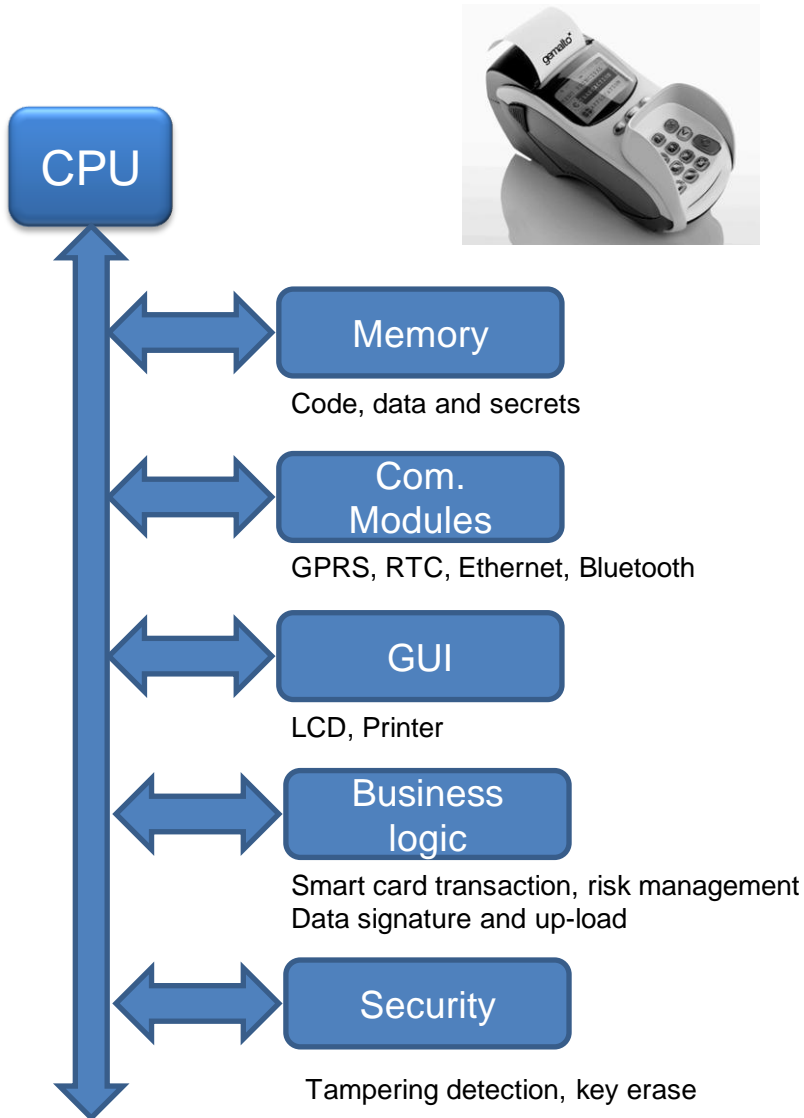 gemalto
CPU
Memory
Code, data and secrets
Com.
Modules
GPRS, RTC, Ethernet, Bluetooth
GUI
LCD, Printer
Business
logic
Smart card transaction, risk management
Data signature and up-load
Security
Tampering detection, key erase